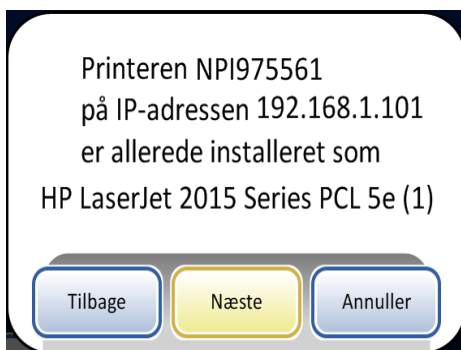 Printeren NPI975561
på IP-adressen 192.168.1.101
er allerede installeret som
HP LaserJet 2015 Series PCL 5e (1)
Tilbage
Næste
Annuller